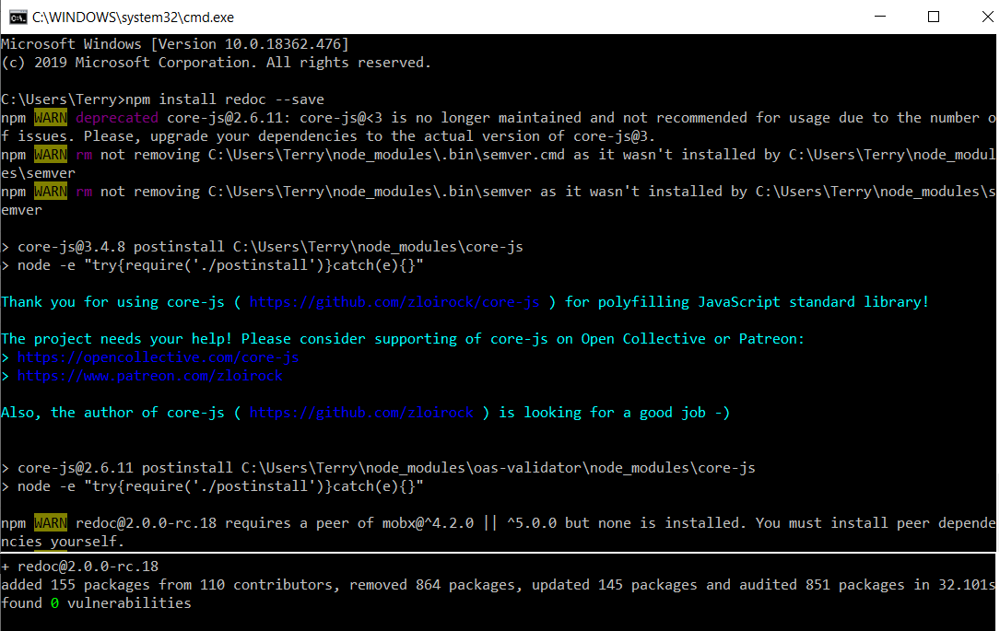 C:\WINDOWS\system32\cmd.exe
Microsoft Windows [Version 10.0.18362.476]
(c) 2019 Microsoft Corporation. All rights reserved.
C:\Users\Terry>npm install redoc --save
npm WARN deprecated core-js@2.6.11: core-js@<3 is no longer maintained and not recommended for usage due to the number o
f issues. Please, upgrade your dependencies to the actual version of core-js@3.
npm WARN rm not removing C:\Users\Terry\node_modules\.bin\semver.cmd as it wasn't installed by C:\Users\Terry\node_modul
es\semver
npm WARN rm not removing C:\Users\Terry\node_modules\.bin\semver as it wasn't installed by C:\Users\Terry\node_modules\s
emver
> core-js@3.4.8 postinstall C:\Users\Terry\node_modules\core-js
> node -e "try{require('./postinstall')}catch(e){}"
Thank you for using core-js ( https://github.com/zloirock/core-js ) for polyfilling JavaScript standard library!
The project needs your help! Please consider supporting of core-js on Open Collective or Patreon:
> https://opencollective.com/core-js
> https://www.patreon.com/zloirock
Also, the author of core-js ( https://github.com/zloirock ) is looking for a good job -)
> core-js@2.6.11 postinstall C:\Users\Terry\node_modules\oas-validator\node_modules\core-js
> node -e "try{require('./postinstall')}catch(e){}"
npm WARN redoc@2.0.0-rc.18 requires a peer of mobx@^4.2.0 || ^5.0.0 but none is installed. You must install peer depende
ncies yourself.
+ redoc@2.0.0-rc.18
added 155 packages from 110 contributors, removed 864 packages, updated 145 packages and audited 851 packages in 32.101s
found 0 vulnerabilities